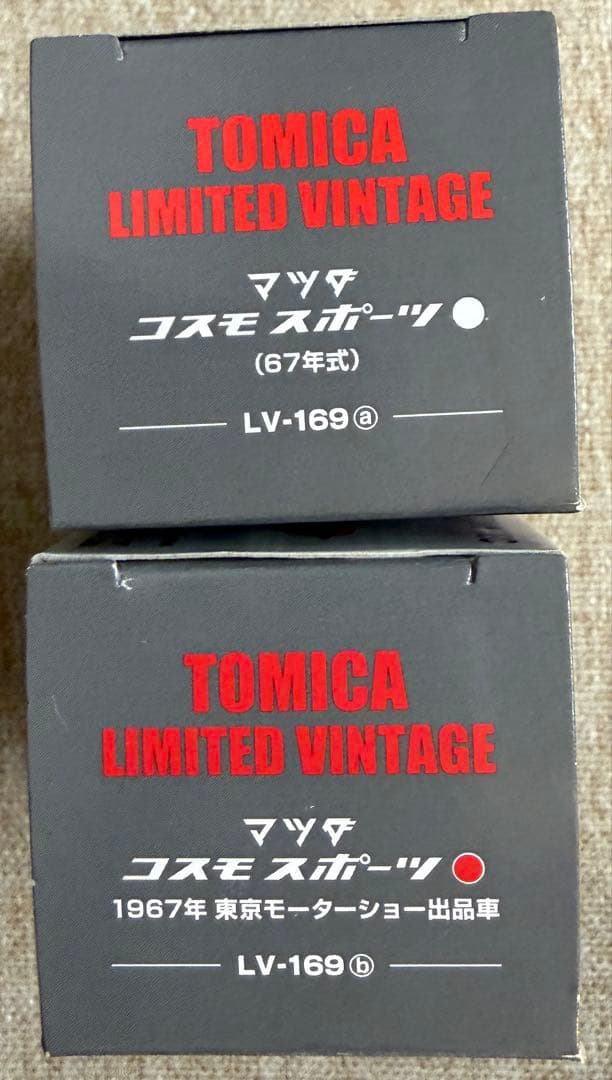 TOMICA
LIMITED VINTAGE
マツダ
コスモ スポーツ
(67年式)
LV-169ⓐ
TOMICA
LIMITED VINTAGE
マツダ
コスモ スポーツ
1967年 東京モーターショー出品車
LV-169ⓑ